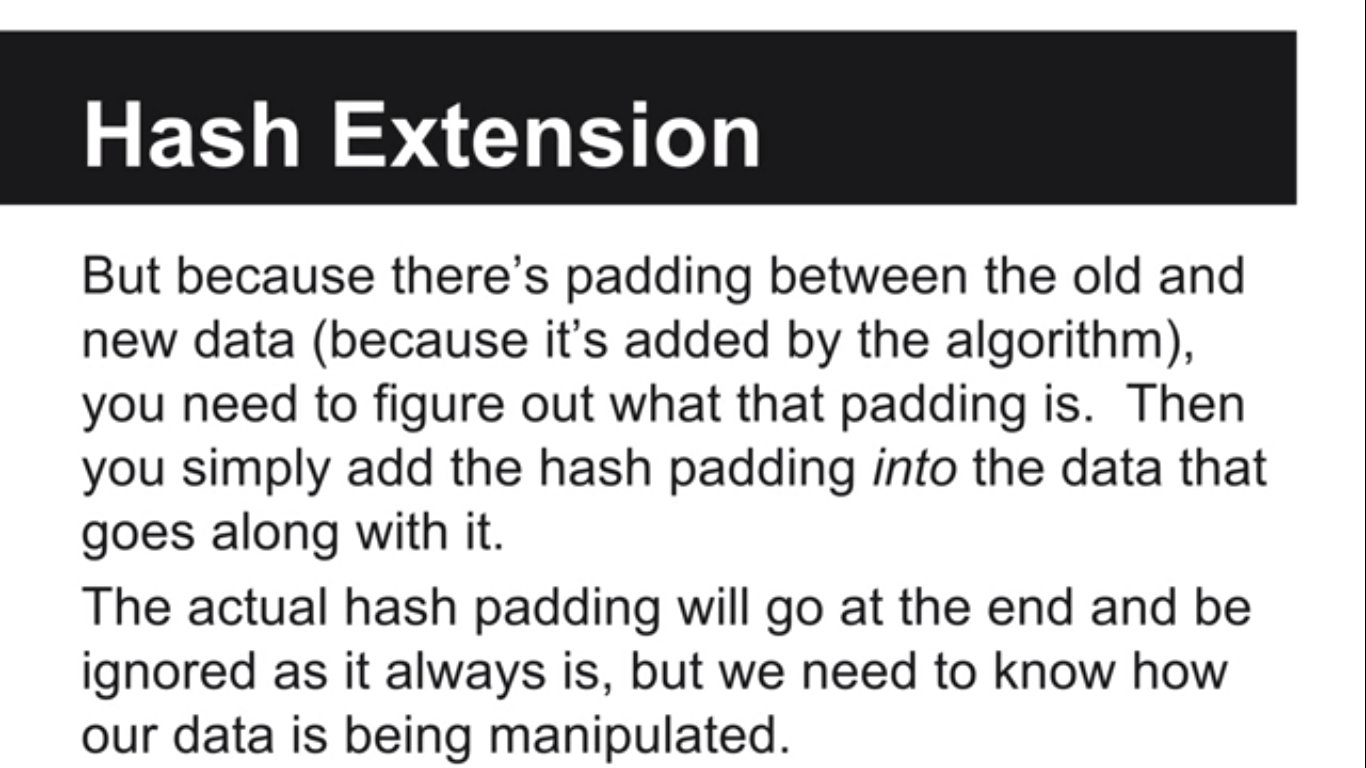 Hash Extension
But because there’s padding between the old and
new data (because it’s added by the algorithm),
you need to figure out what that padding is.  Then
you simply add the hash padding into the data that
goes along with it.
The actual hash padding will go at the end and be
ignored as it always is, but we need to know how
our data is being manipulated.